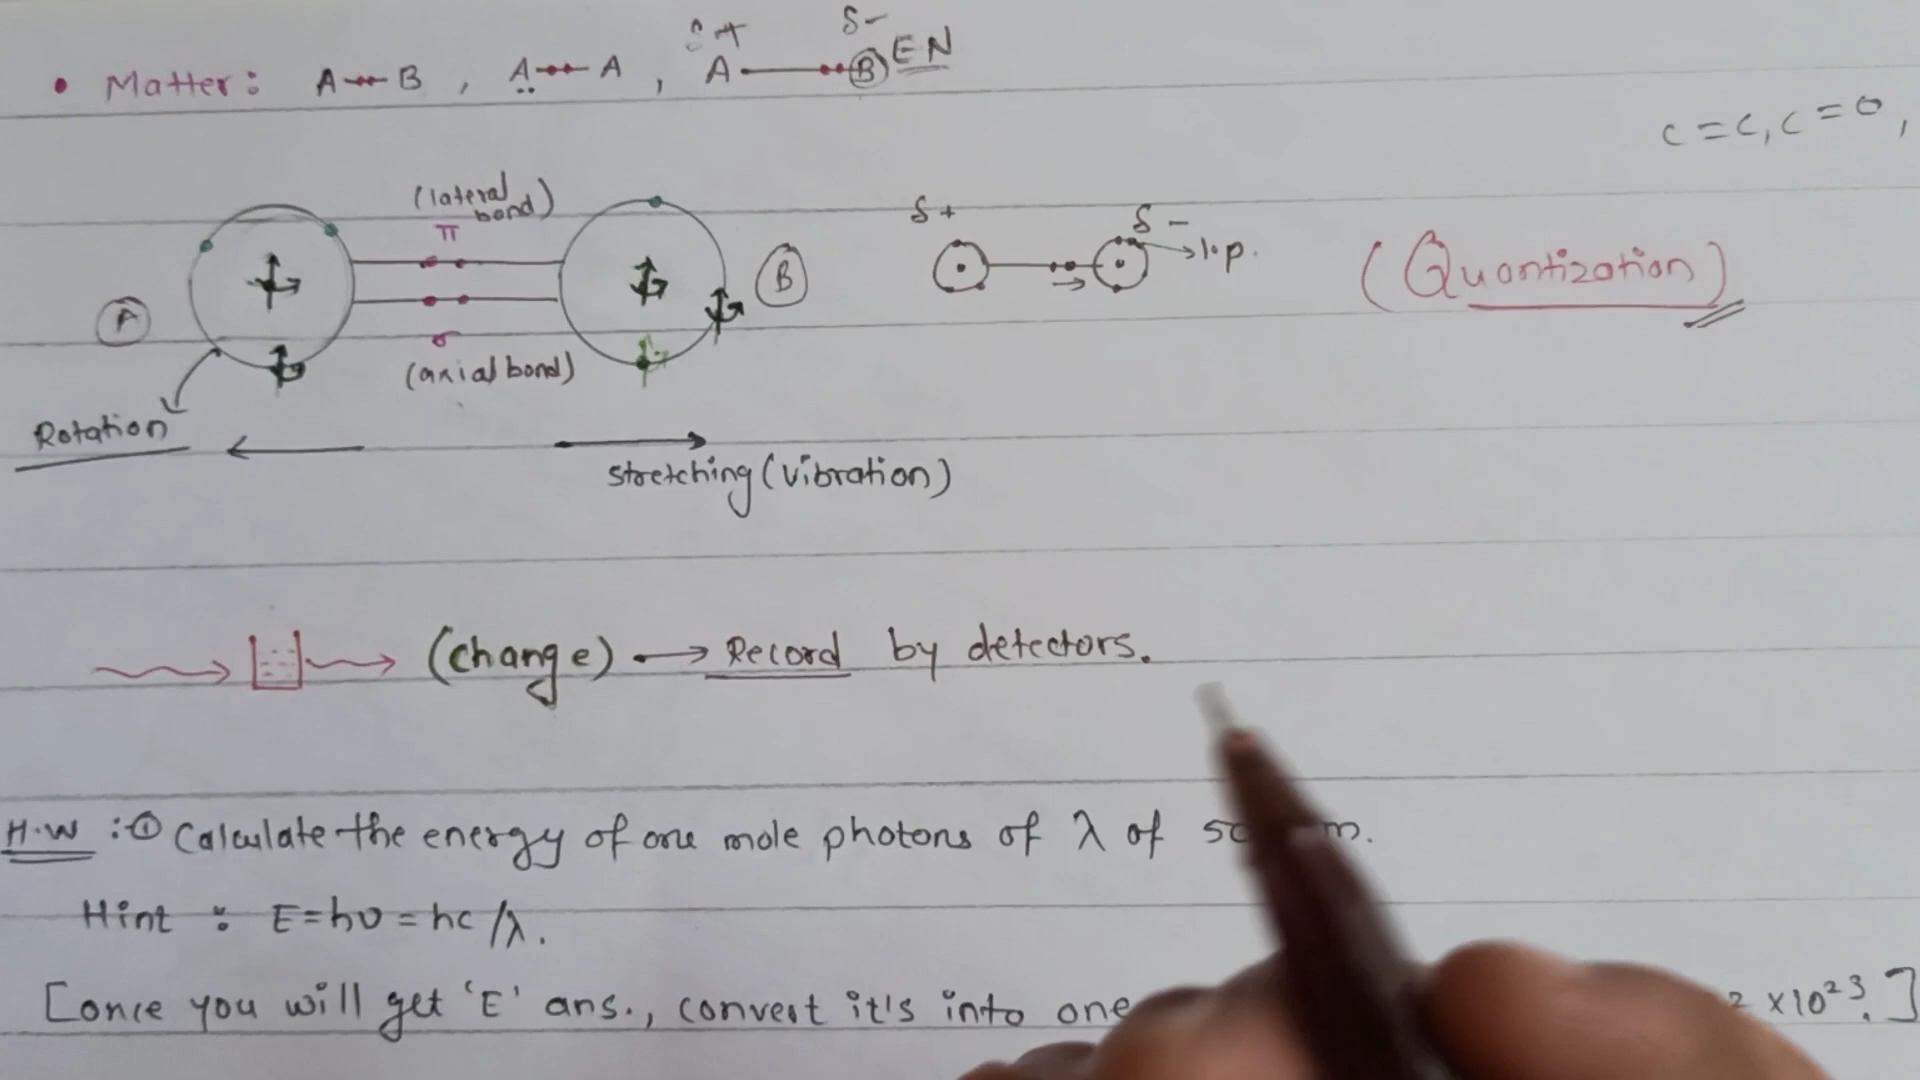 • Matter: A B , A A , δ+ A δ- B EN
C=C, C=O,
(lateral bond)
π
δ+ δ- l.p.
A B
(Quantization)
σ
(axial bond)
Rotation
stretching (vibration)
(change) → Record by detectors.
H.W :① Calculate the energy of one mole photons of λ of
Hint : E=hυ = hc/λ.
[once you will get 'E' ans., convert it's into one 2 ×10²³.]